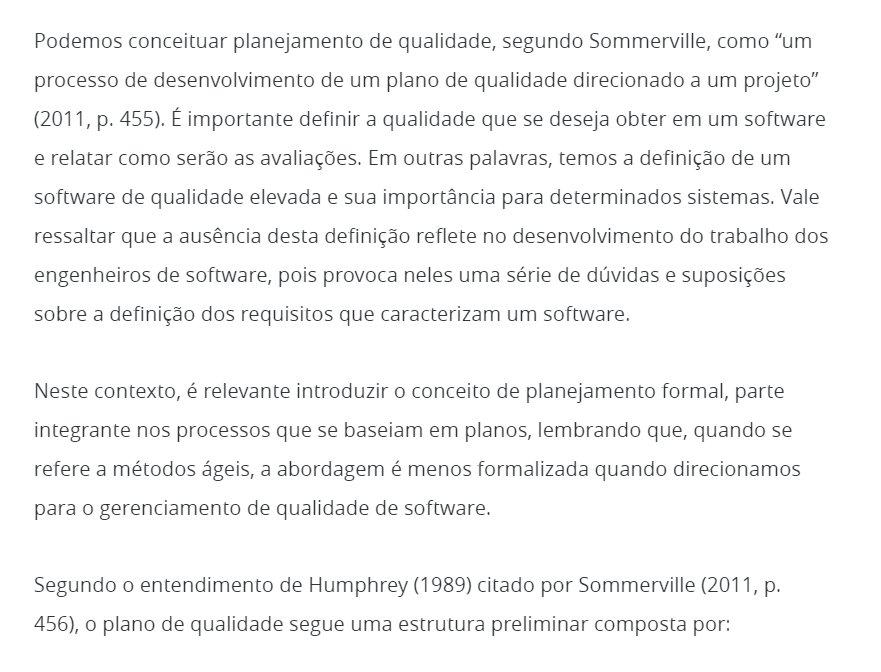 Podemos conceituar planejamento de qualidade, segundo Sommerville, como “um
processo de desenvolvimento de um plano de qualidade direcionado a um projeto”
(2011, p. 455). É importante definir a qualidade que se deseja obter em um software
e relatar como serão as avaliações. Em outras palavras, temos a definição de um
software de qualidade elevada e sua importância para determinados sistemas. Vale
ressaltar que a ausência desta definição reflete no desenvolvimento do trabalho dos
engenheiros de software, pois provoca neles uma série de dúvidas e suposições
sobre a definição dos requisitos que caracterizam um software.
Neste contexto, é relevante introduzir o conceito de planejamento formal, parte
integrante nos processos que se baseiam em planos, lembrando que, quando se
refere a métodos ágeis, a abordagem é menos formalizada quando direcionamos
para o gerenciamento de qualidade de software.
Segundo o entendimento de Humphrey (1989) citado por Sommerville (2011, p.
456), o plano de qualidade segue uma estrutura preliminar composta por: